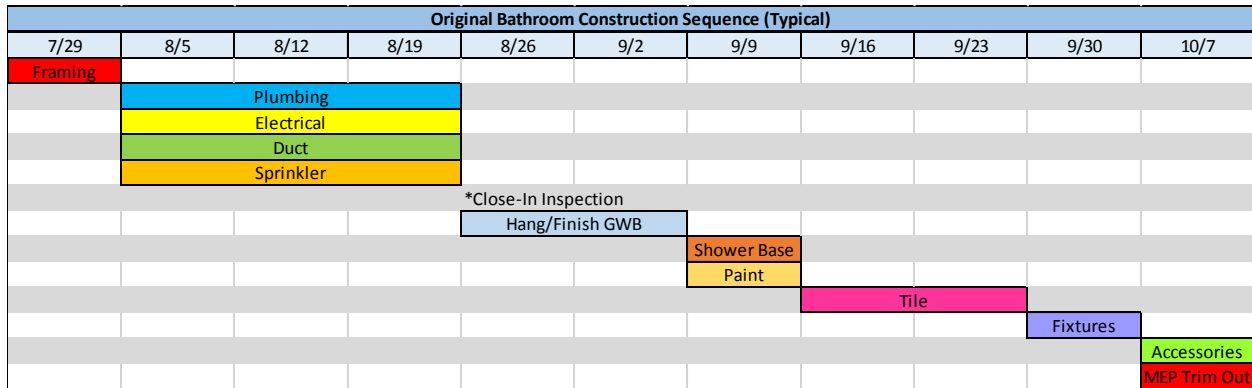 Original Bathroom Construction Sequence (Typical)
7/29 8/5 8/12 8/19 8/26 9/2 9/9 9/16 9/23 9/30 10/7
Framing
Plumbing
Electrical
Duct
Sprinkler
*Close-In Inspection
Hang/Finish GWB
Shower Base
Paint
Tile
Fixtures
Accessories
MEP Trim Out